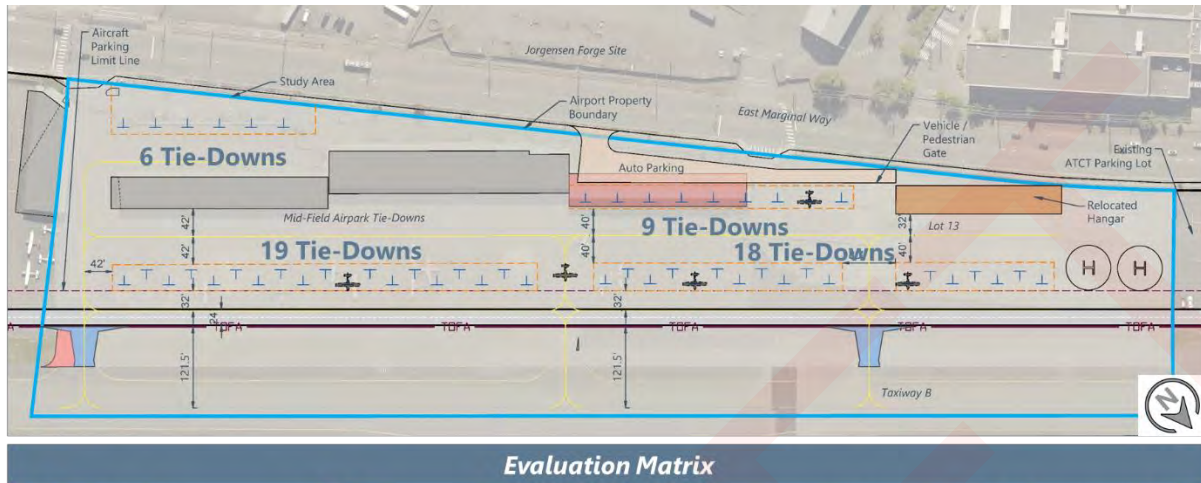 Aircraft
Parking
Limit Line
Jorgensen Forge Site
Study Area
Airport Property
Boundary
East Marginal Way
Vehicle /
Pedestrian
Gate
Existing
ATCT Parking Lot
6 Tie-Downs
Auto Parking
Mid-Field Airpark Tie-Downs
9 Tie-Downs
Lot 13
Relocated
Hangar
42'
40'
32'
19 Tie-Downs
18 Tie-Downs
42'
42'
40'
40'
H
H
32'
32'
24
TOFA
TOFA
TOFA
TOFA
TOFA
121.5'
121.5'
Taxiway B
N
Evaluation Matrix